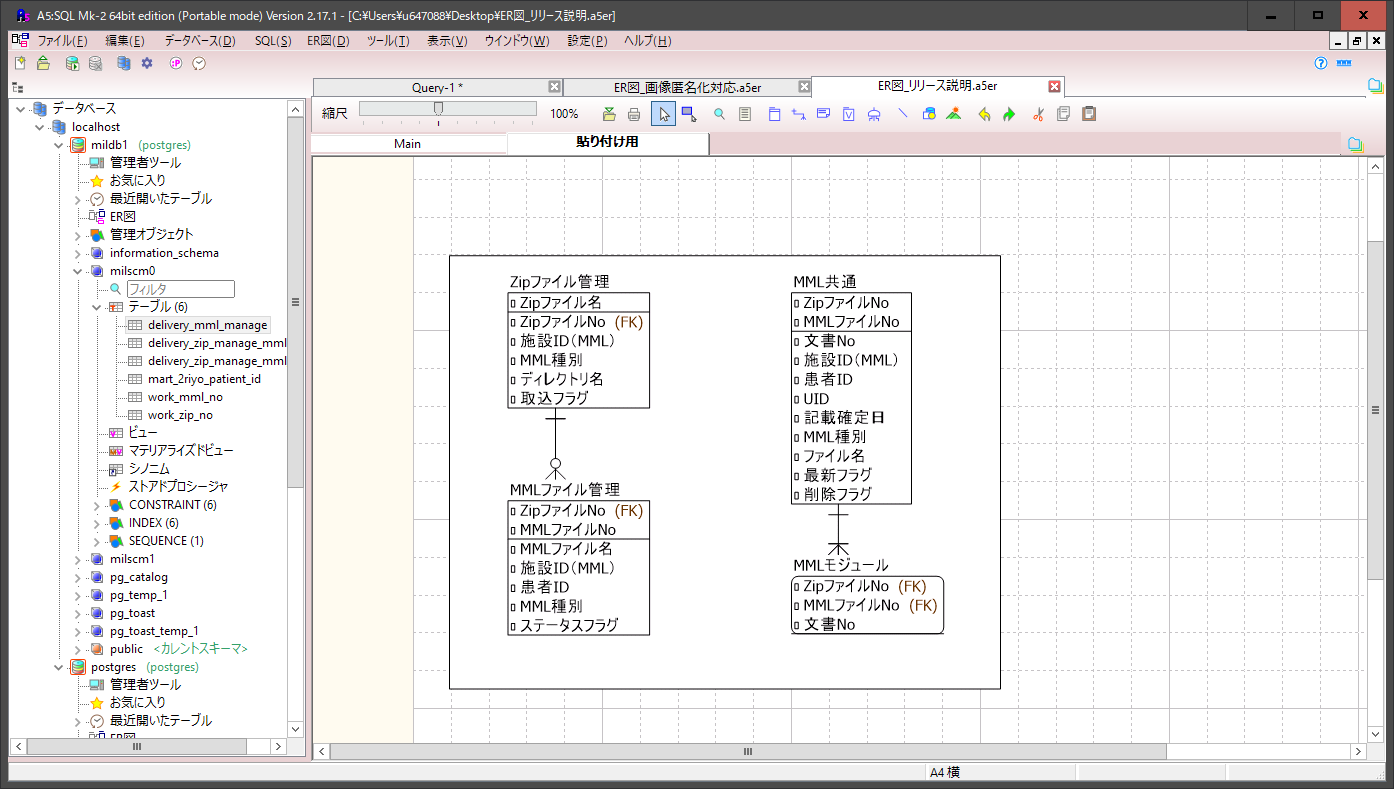 A5:SQL Mk-2 64bit edition (Portable mode) Version 2.17.1 - [C:¥Users¥u647088¥Desktop¥ER図_リリース説明.a5er]
ファイル(F) 編集(E) データベース(D) SQL(S) ER図(D) ツール(T) 表示(V) ウインドウ(W) 設定(P) ヘルプ(H)
Query-1 * ER図_画像匿名化対応.a5er ER図_リリース説明.a5er
縮尺 100%
Main 貼り付け用
データベース
localhost
mildb1 (postgres)
管理者ツール
お気に入り
最近開いたテーブル
ER図
管理オブジェクト
information_schema
milscm0
フィルタ
テーブル (6)
delivery_mml_manage
delivery_zip_manage_mml
delivery_zip_manage_mml
mart_2riyo_patient_id
work_mml_no
work_zip_no
ビュー
マテリアライズドビュー
シノニム
ストアドプロシージャ
CONSTRAINT (6)
INDEX (6)
SEQUENCE (1)
milscm1
pg_catalog
pg_temp_1
pg_toast
pg_toast_temp_1
public <カレントスキーマ>
postgres (postgres)
管理者ツール
お気に入り
最近開いたテーブル
ER図
Zipファイル管理
Zipファイル名
ZipファイルNo (FK)
施設ID(MML)
MML種別
ディレクトリ名
取込フラグ
MMLファイル管理
ZipファイルNo (FK)
MMLファイルNo
MMLファイル名
施設ID(MML)
患者ID
MML種別
ステータスフラグ
MML共通
ZipファイルNo
MMLファイルNo
文書No
施設ID(MML)
患者ID
UID
記載確定日
MML種別
ファイル名
最新フラグ
削除フラグ
MMLモジュール
ZipファイルNo (FK)
MMLファイルNo (FK)
文書No
A4 横